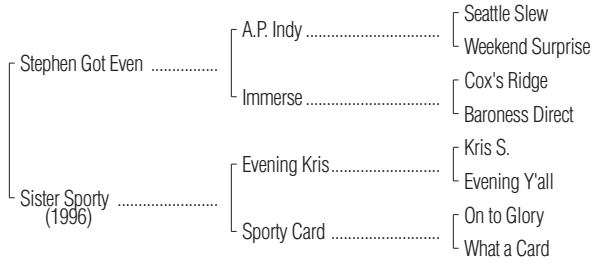 Seattle Slew
A.P. Indy ..............................
Weekend Surprise
Stephen Got Even ...............
Cox's Ridge
Immerse ..............................
Baroness Direct
Kris S.
Evening Kris.........................
Evening Y'all
Sister Sporty ......................
(1996)
On to Glory
Sporty Card .........................
What a Card